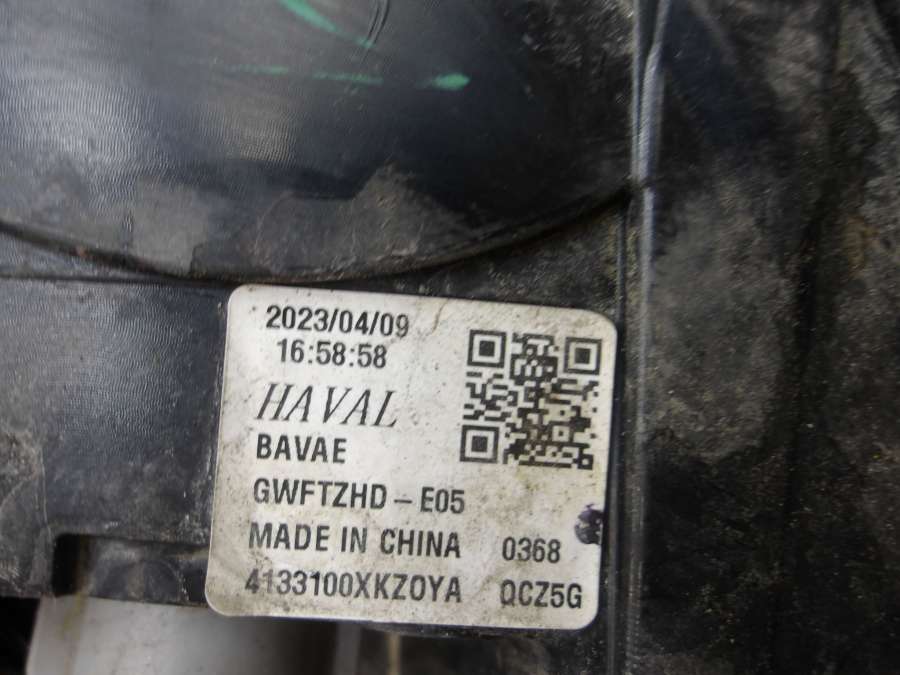 2023/04/09
16:58:58
HAVAL
BAVAE
GWFTZHD-E05
MADE IN CHINA 0368
4133100XKZ0YA QCZ5G